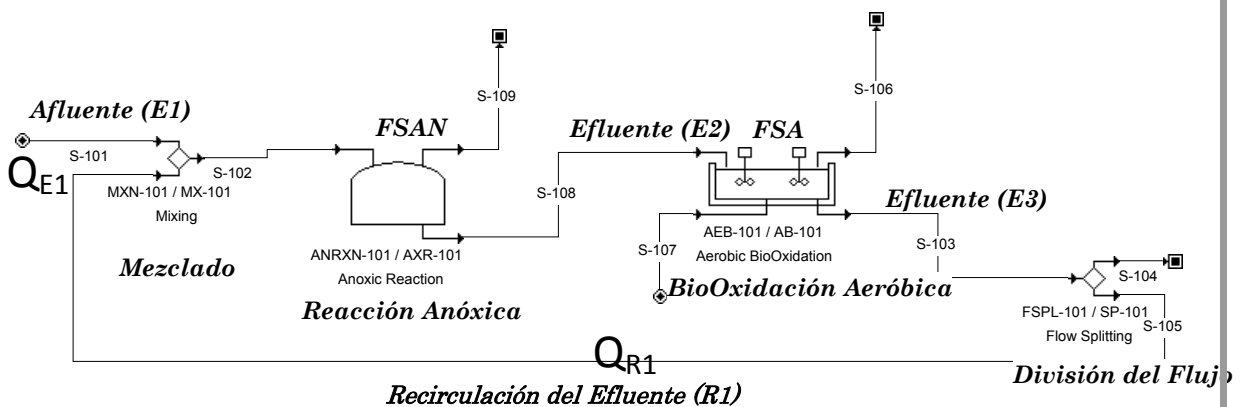 Afluente (E1)
S-101
QE1
S-102
MXN-101 / MX-101
Mixing
Mezclado
S-109
FSAN
ANRXN-101 / AXR-101
Anoxic Reaction
Reacción Anóxica
Efluente (E2)
S-108
FSA
S-106
S-107
AEB-101 / AB-101
Aerobic BioOxidation
BioOxidación Aeróbica
Efluente (E3)
S-103
S-104
FSPL-101 / SP-101
S-105
Flow Splitting
División del Flujo
QR1
Recirculación del Efluente (R1)